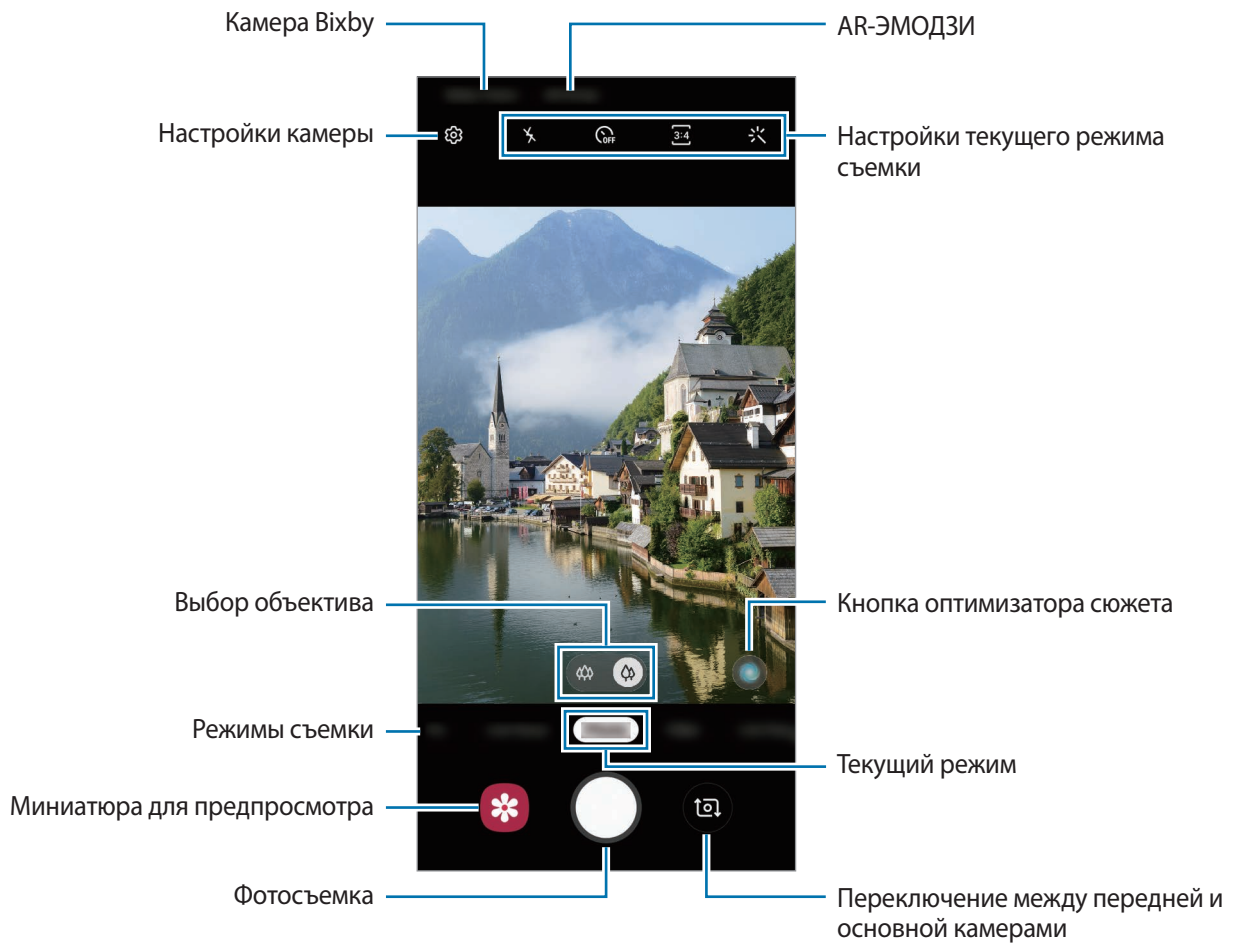 Камера Bixby
AR-ЭМОДЗИ
Настройки камеры
OFF
3:4
Настройки текущего режима
съемки
Выбор объектива
Кнопка оптимизатора сюжета
Режимы съемки
Текущий режим
Миниатюра для предпросмотра
Фотосъемка
Переключение между передней и
основной камерами